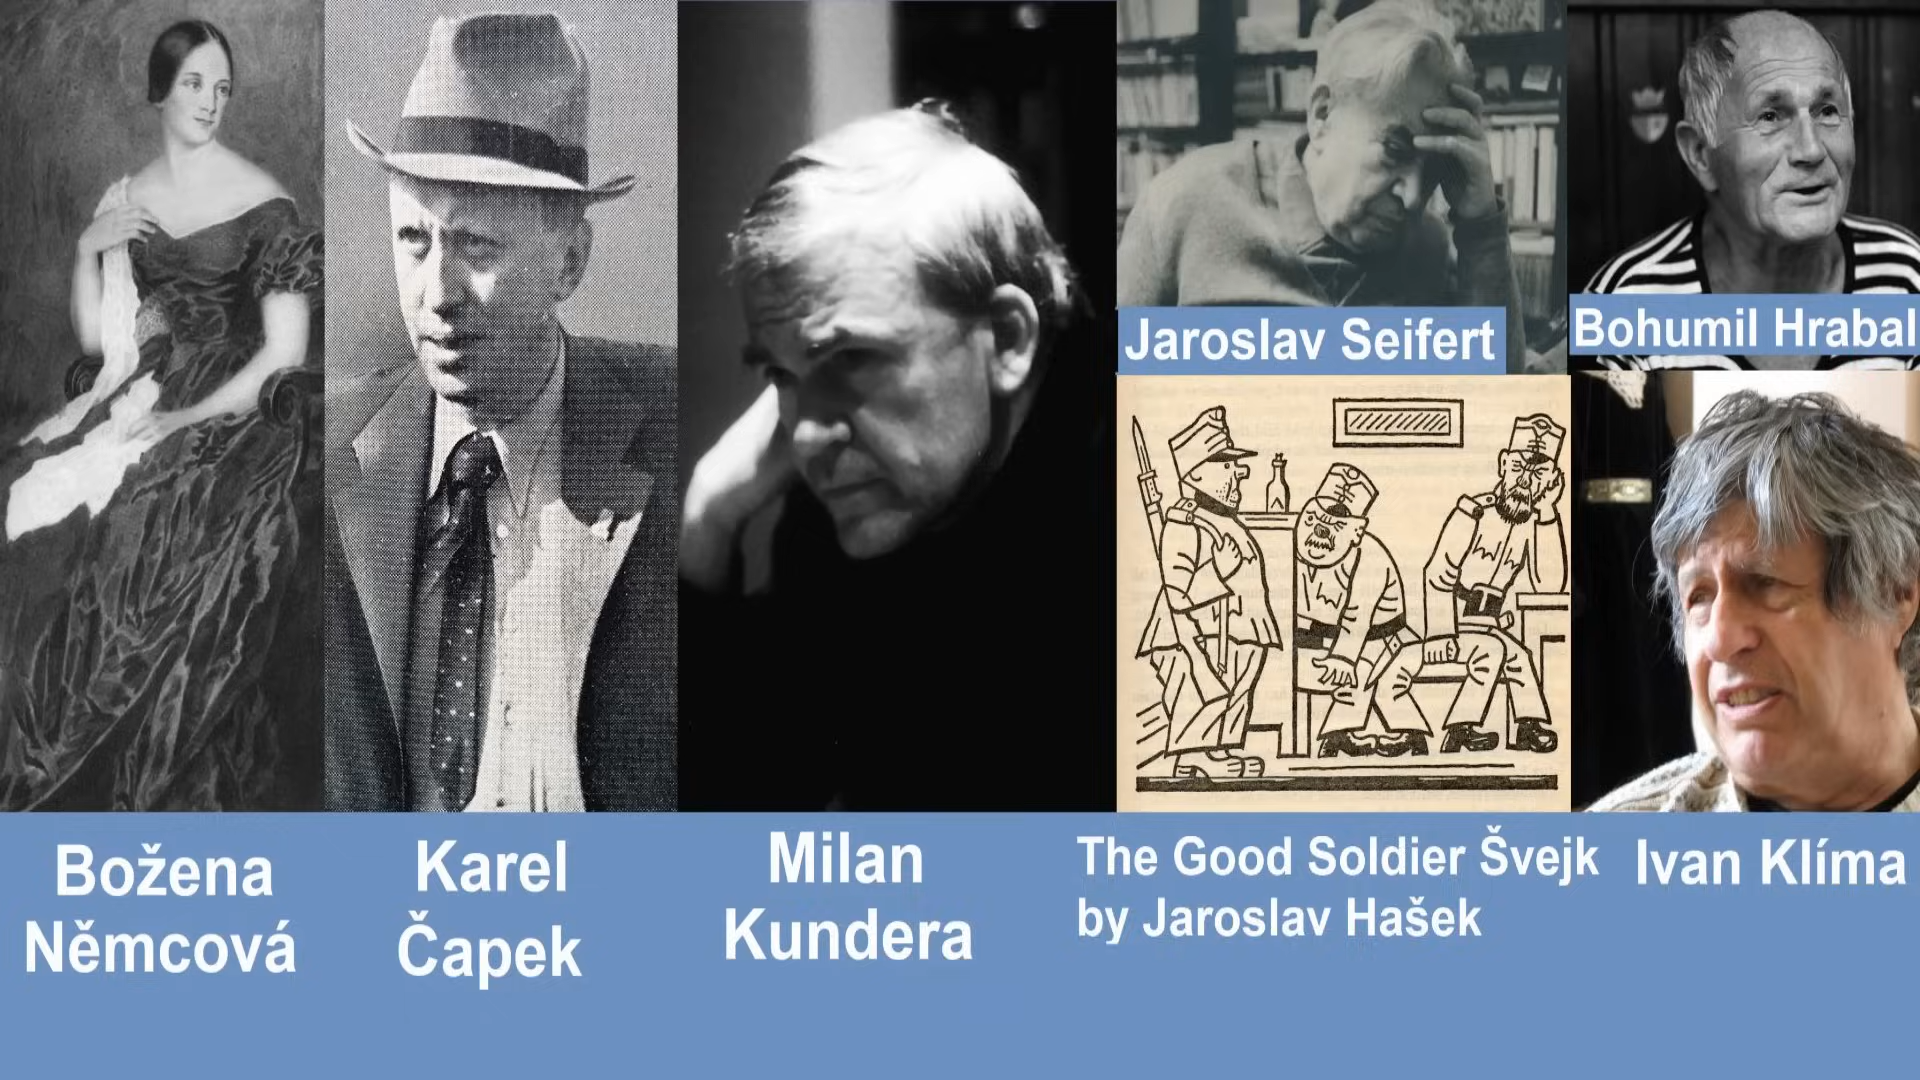 Jaroslav Seifert
Bohumil Hrabal
Božena
Němcová
Karel
Čapek
Milan
Kundera
The Good Soldier Švejk
by Jaroslav Hašek
Ivan Klíma